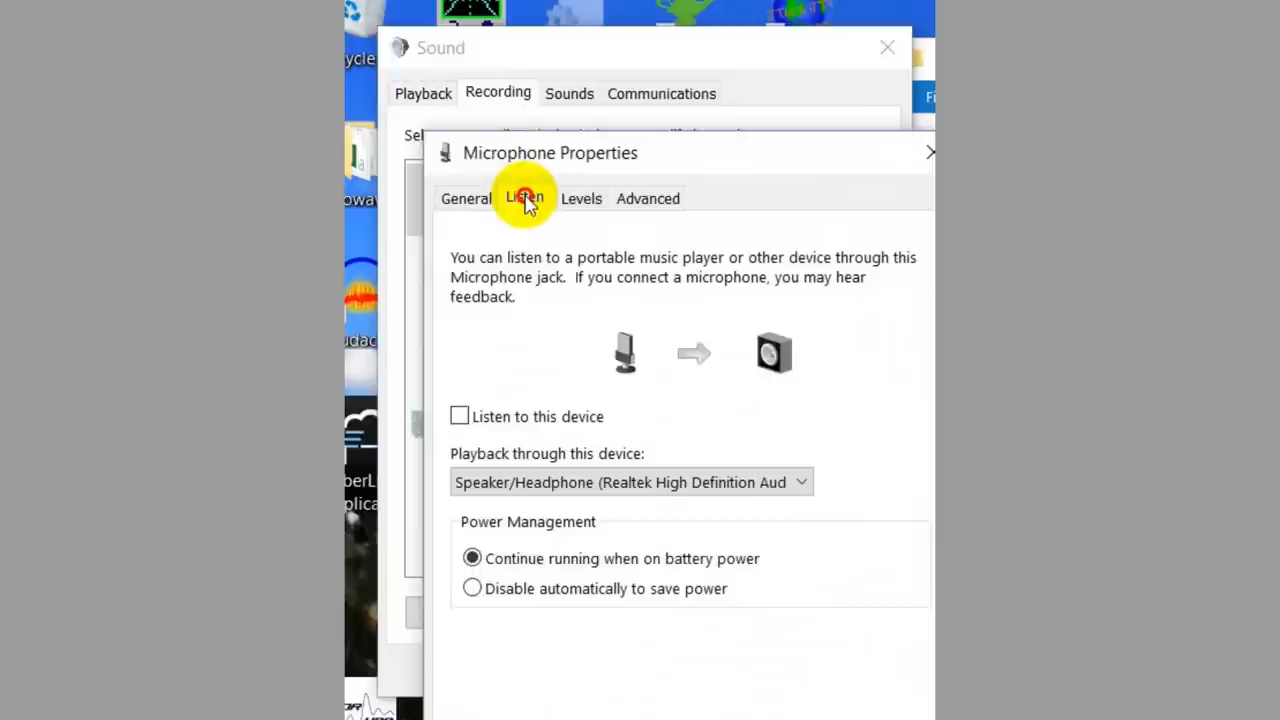 Sound
Playback Recording Sounds Communications
Microphone Properties
General Listen Levels Advanced
You can listen to a portable music player or other device through this
Microphone jack. If you connect a microphone, you may hear
feedback.
Listen to this device
Playback through this device:
Speaker/Headphone (Realtek High Definition Aud
Power Management
Continue running when on battery power
Disable automatically to save power